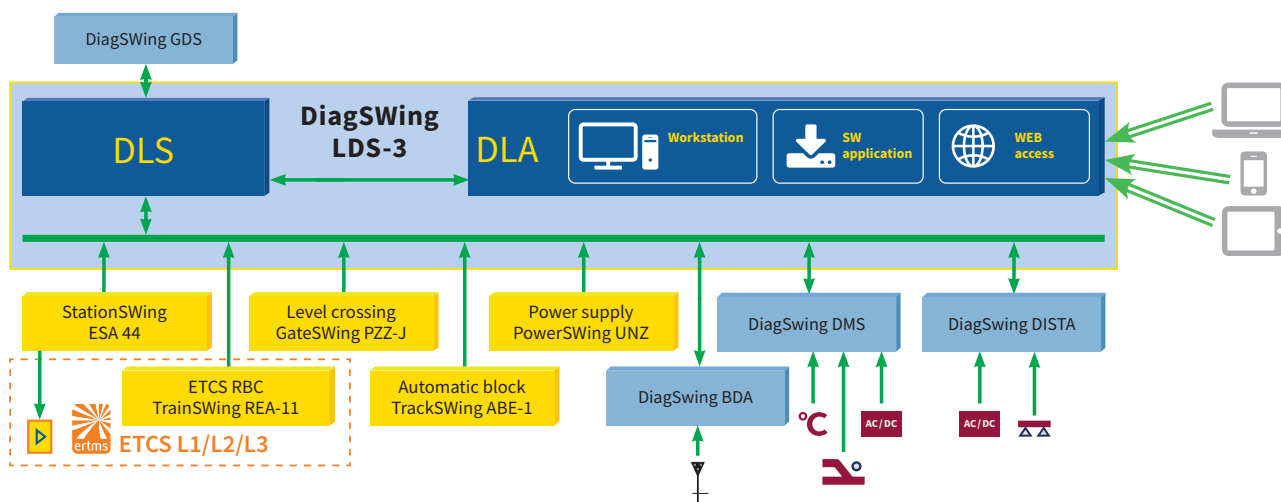 DiagSWing GDS
DiagSWing
LDS-3
DLS
DLA
Workstation
SW
application
WEB
access
StationSWing
ESA 44
Level crossing
GateSWing PZZ-J
Power supply
PowerSWing UNZ
DiagSwing DMS
DiagSwing DISTA
ETCS RBC
TrainSWing REA-11
Automatic block
TrackSWing ABE-1
DiagSwing BDA
°C
AC/DC
AC/DC
ertms
ETCS L1/L2/L3